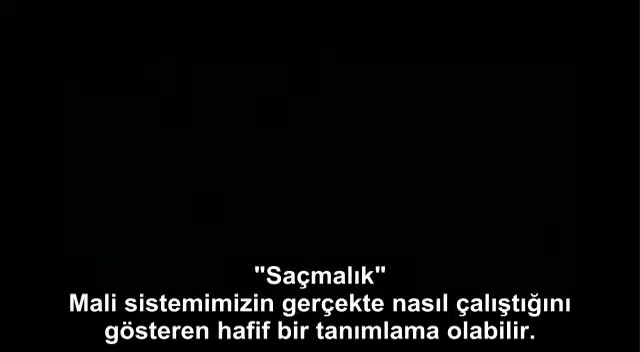 "Saçmalık"
Mali sistemimizin gerçekte nasıl çalıştığını
gösteren hafif bir tanımlama olabilir.